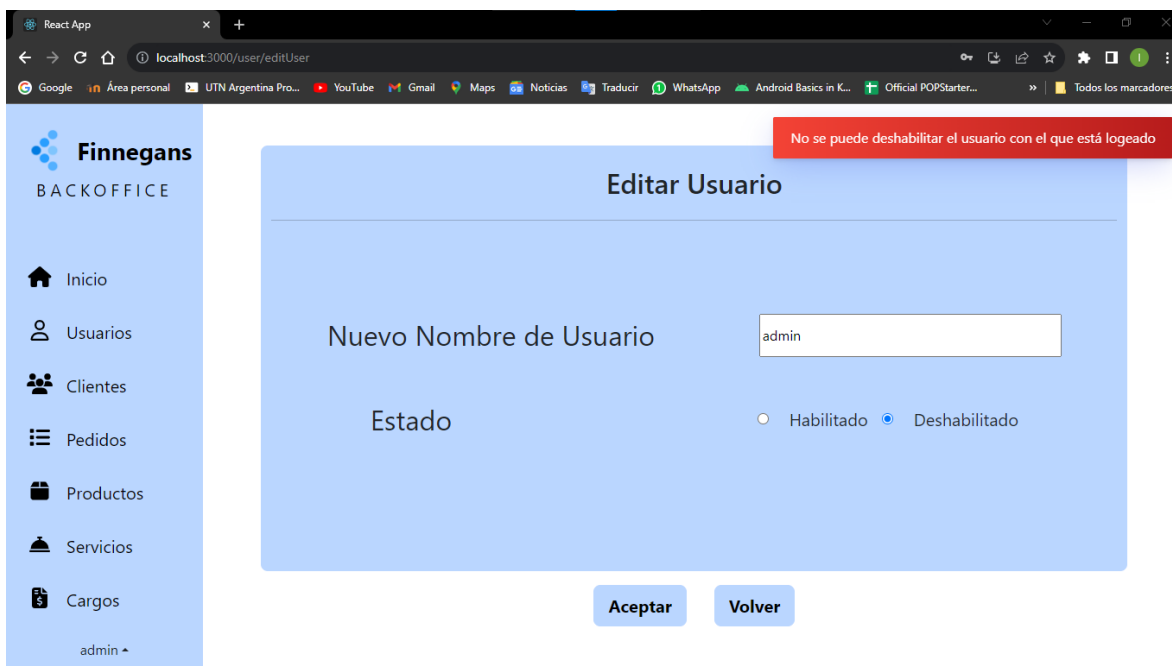 React App
localhost:3000/user/editUser
Google Área personal UTN Argentina Pro... YouTube Gmail Maps Noticias Traducir WhatsApp Android Basics in K... Official POPStarter... » Todos los marcadores
No se puede deshabilitar el usuario con el que está logeado
Finnegans
BACKOFFICE
Inicio
Usuarios
Clientes
Pedidos
Productos
Servicios
Cargos
admin
Editar Usuario
Nuevo Nombre de Usuario
admin
Estado
Habilitado Deshabilitado
Aceptar Volver